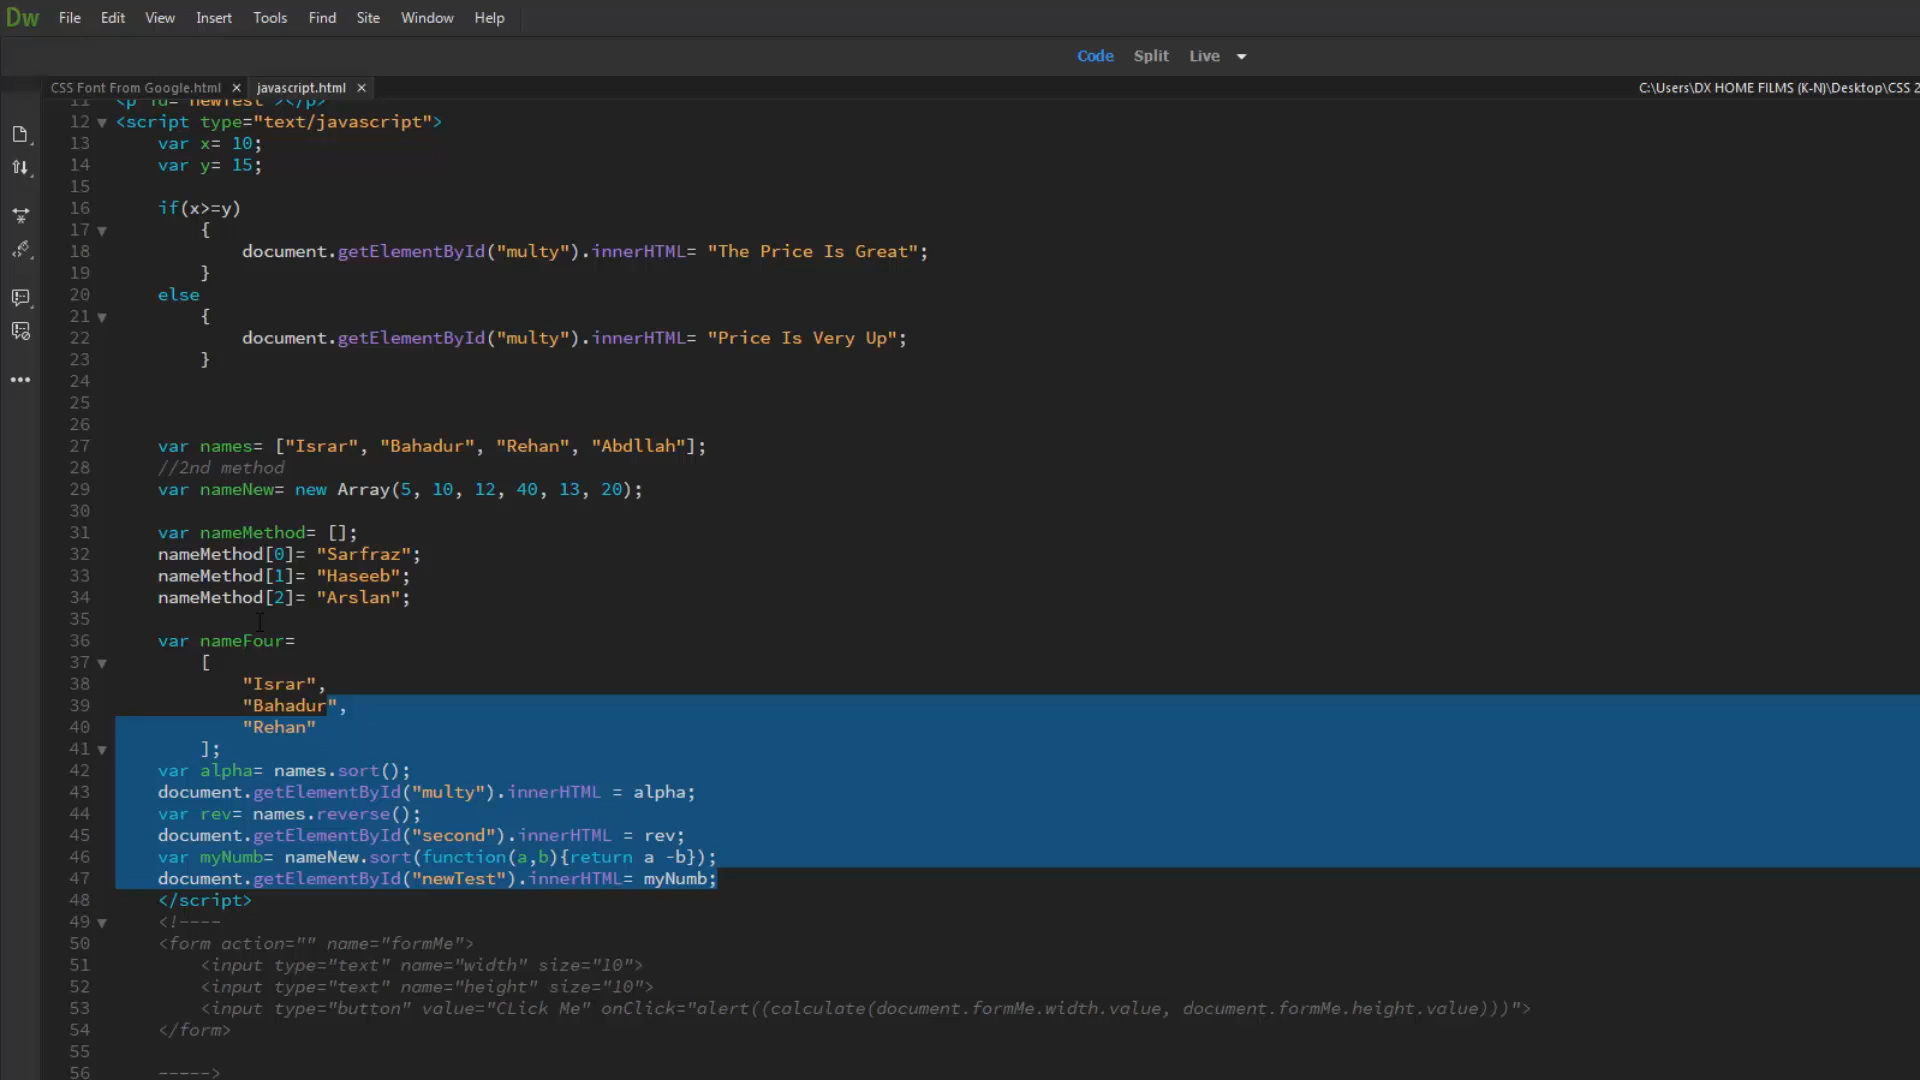 Dw File Edit View Insert Tools Find Site Window Help
Code Split Live
CSS Font From Google.html × javascript.html × C:\Users\DX HOME FILMS (K-N)\Desktop\CSS 2
11 <p id="newTest"></p>
12 <script type="text/javascript">
13 var x= 10;
14 var y= 15;
15
16 if(x>=y)
17 {
18 document.getElementById("multy").innerHTML= "The Price Is Great";
19 }
20 else
21 {
22 document.getElementById("multy").innerHTML= "Price Is Very Up";
23 }
24
25
26
27 var names= ["Israr", "Bahadur", "Rehan", "Abdllah"];
28 //2nd method
29 var nameNew= new Array(5, 10, 12, 40, 13, 20);
30
31 var nameMethod= [];
32 nameMethod[0]= "Sarfraz";
33 nameMethod[1]= "Haseeb";
34 nameMethod[2]= "Arslan";
35
36 var nameFour=
37 [
38 "Israr",
39 "Bahadur",
40 "Rehan"
41 ];
42 var alpha= names.sort();
43 document.getElementById("multy").innerHTML = alpha;
44 var rev= names.reverse();
45 document.getElementById("second").innerHTML = rev;
46 var myNumb= nameNew.sort(function(a,b){return a -b});
47 document.getElementById("newTest").innerHTML= myNumb;
48 </script>
49 <!----
50 <form action="" name="formMe">
51 <input type="text" name="width" size="10">
52 <input type="text" name="height" size="10">
53 <input type="button" value="CLick Me" onClick="alert((calculate(document.formMe.width.value, document.formMe.height.value)))">
54 </form>
55
56 ----->